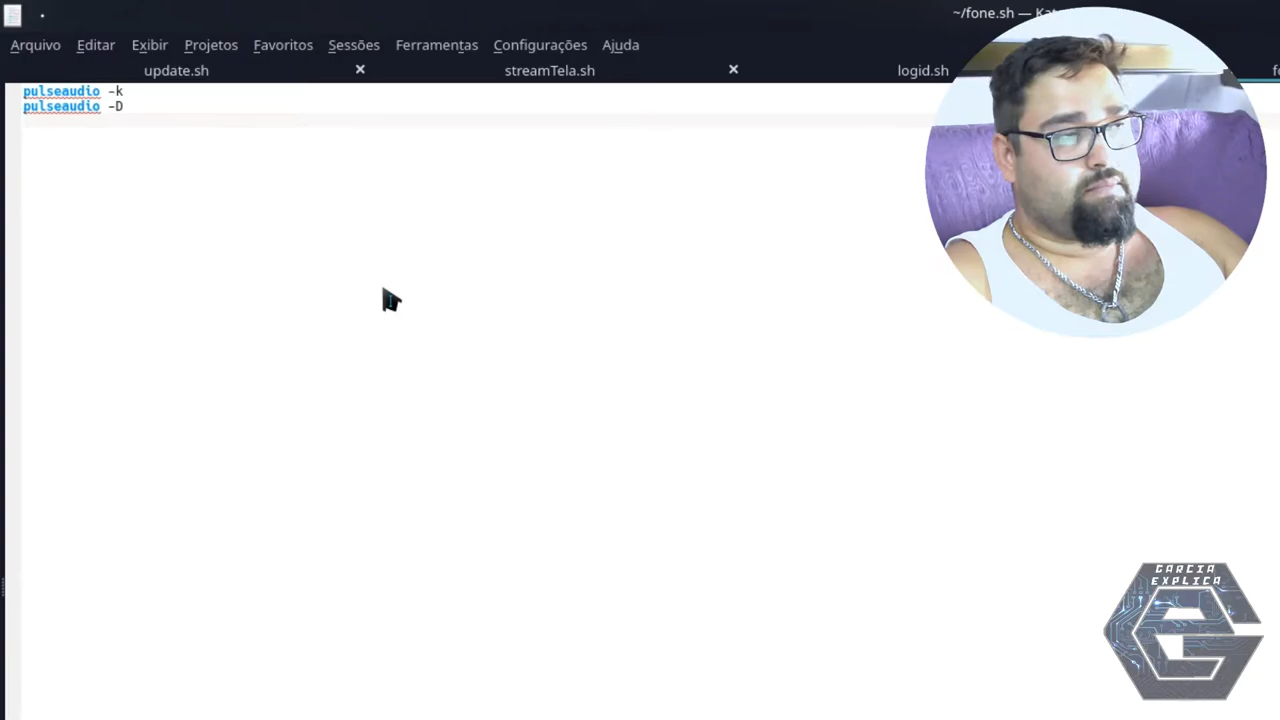 ~/fone.sh — Ka
Arquivo Editar Exibir Projetos Favoritos Sessões Ferramentas Configurações Ajuda
update.sh streamTela.sh logid.sh
pulseaudio -k
pulseaudio -D
GARCIA
EXPLICA